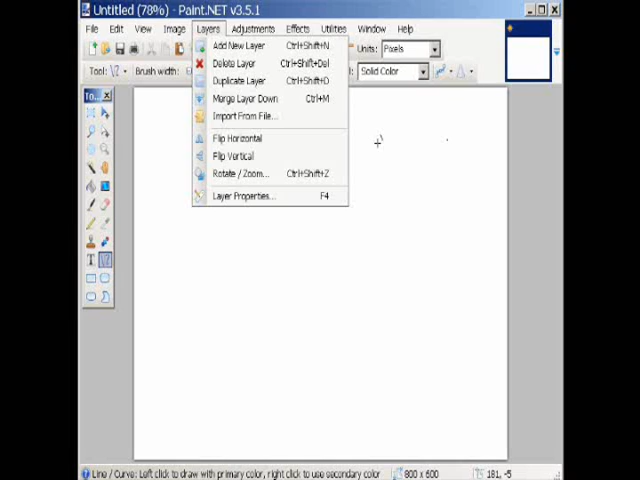 Untitled (78%) - Paint.NET v3.5.1
File Edit View Image Layers Adjustments Effects Utilities Window Help
Add New Layer Ctrl+Shift+N
Units: Pixels
Delete Layer Ctrl+Shift+Del
Tool: Brush width: Solid Color
Duplicate Layer Ctrl+Shift+D
Merge Layer Down Ctrl+M
To...
Import From File...
Flip Horizontal
Flip Vertical
Rotate / Zoom... Ctrl+Shift+Z
Layer Properties... F4
Line / Curve: Left click to draw with primary color, right click to use secondary color 800 x 600 181, -5